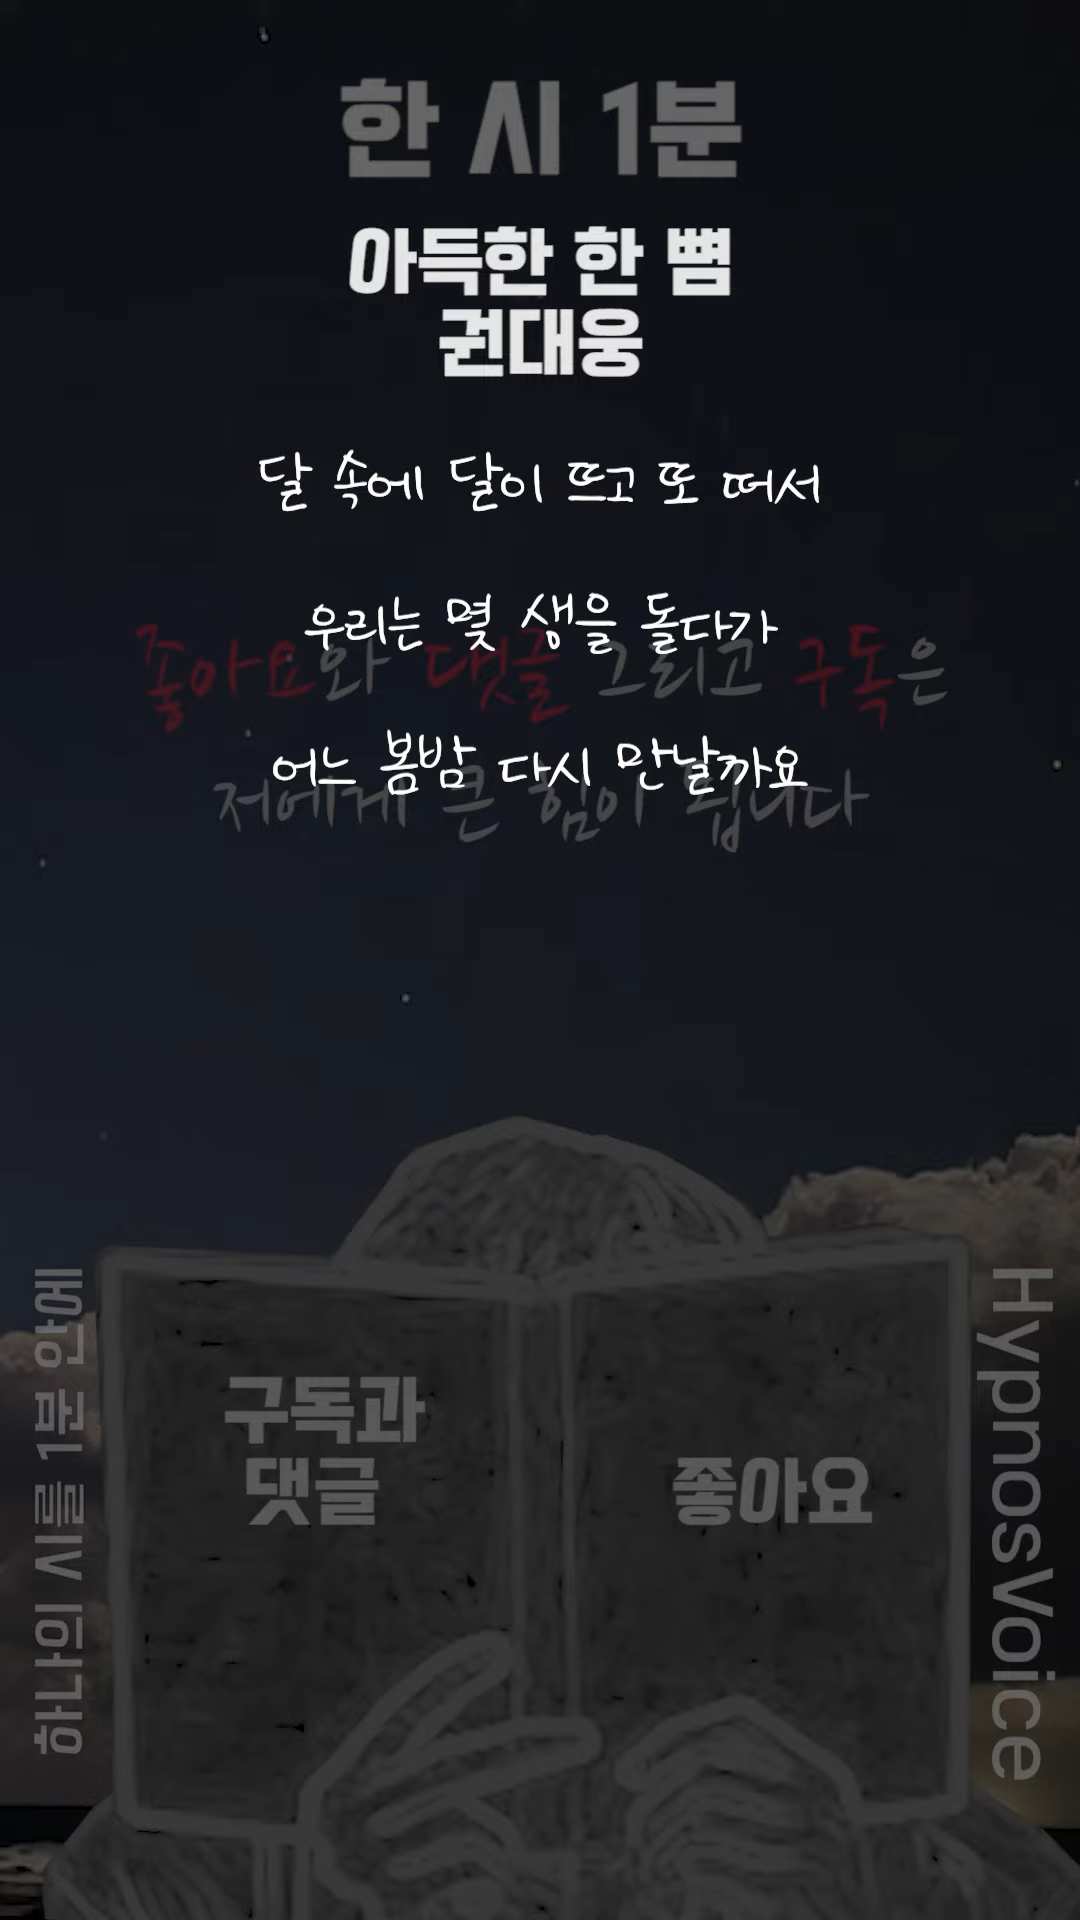 한 시 1분
아득한 한 뼘
권대웅
달 속에 달이 뜨고 또 떠서
우리는 몇 생을 돌다가
좋아요와 댓글 그리고 구독은
어느 봄밤 다시 만날까요
저에게 큰 힘이 됩니다
하나의 시를 1분 안에
HypnosVoice
구독과
댓글
좋아요